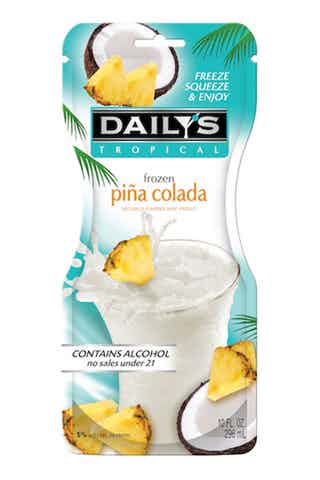 FREEZE
SQUEEZE
& ENJOY
DAILY'S
TROPICAL
frozen
piña colada
CONTAINS ALCOHOL
no sales under 21
10 FL. OZ.
296 mL